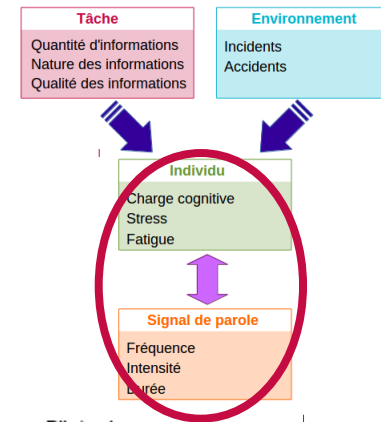 Tâche
Quantité d'informations
Nature des informations
Qualité des informations
Environnement
Incidents
Accidents
Individu
Charge cognitive
Stress
Fatigue
Signal de parole
Fréquence
Intensité
Durée